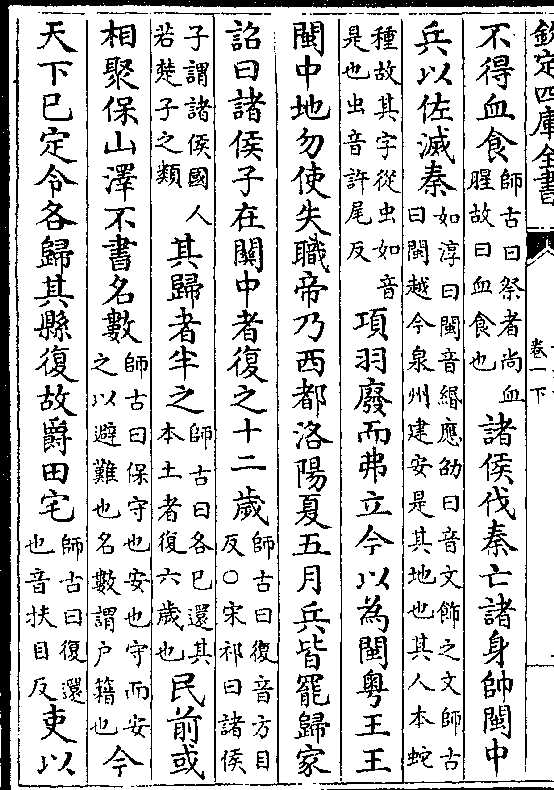 欽定四庫全書
卷一下
不得血食師古曰祭者尚血腥故曰血食也諸侯伐秦亡諸身帥閩中
兵以佐滅秦如淳曰閩音緡應劭曰音文飾之文師古曰閩越今泉州建安是其地也其人本蛇
種故其字從虫如音是也虫音許尾反項羽廢而弗立今以為閩粤王王
閩中地勿使失職帝乃西都洛陽夏五月兵皆罷歸家
詔曰諸侯子在關中者復之十二歲師古曰復音方目反○宋祁曰諸侯
子謂諸侯國人若楚子之類其歸者半之師古曰各已還其本土者復六歲也民前或
相聚保山澤不書名數師古曰保守也安也守而安之以避難也名數謂户籍也今
天下已定令各歸其縣復故爵田宅師古曰復還也音扶目反吏以